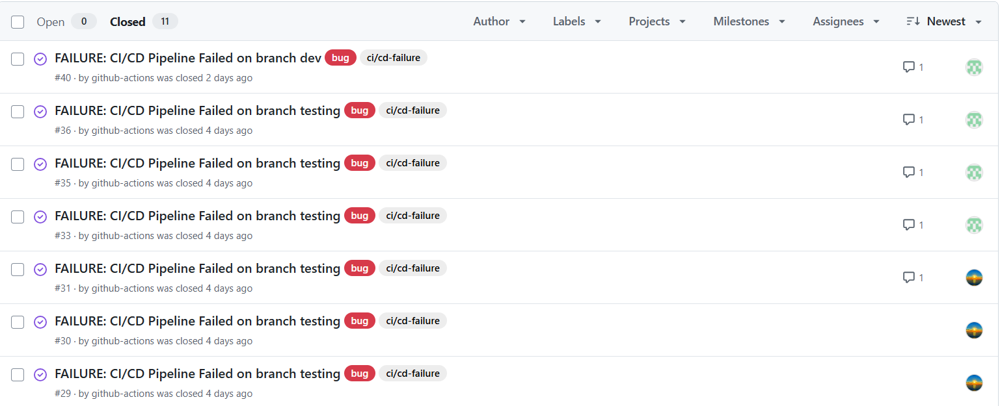 Open 0 Closed 11 Author Labels Projects Milestones Assignees Newest
FAILURE: CI/CD Pipeline Failed on branch dev bug ci/cd-failure
#40 · by github-actions was closed 2 days ago
1
FAILURE: CI/CD Pipeline Failed on branch testing bug ci/cd-failure
#36 · by github-actions was closed 4 days ago
1
FAILURE: CI/CD Pipeline Failed on branch testing bug ci/cd-failure
#35 · by github-actions was closed 4 days ago
1
FAILURE: CI/CD Pipeline Failed on branch testing bug ci/cd-failure
#33 · by github-actions was closed 4 days ago
1
FAILURE: CI/CD Pipeline Failed on branch testing bug ci/cd-failure
#31 · by github-actions was closed 4 days ago
1
FAILURE: CI/CD Pipeline Failed on branch testing bug ci/cd-failure
#30 · by github-actions was closed 4 days ago
FAILURE: CI/CD Pipeline Failed on branch testing bug ci/cd-failure
#29 · by github-actions was closed 4 days ago